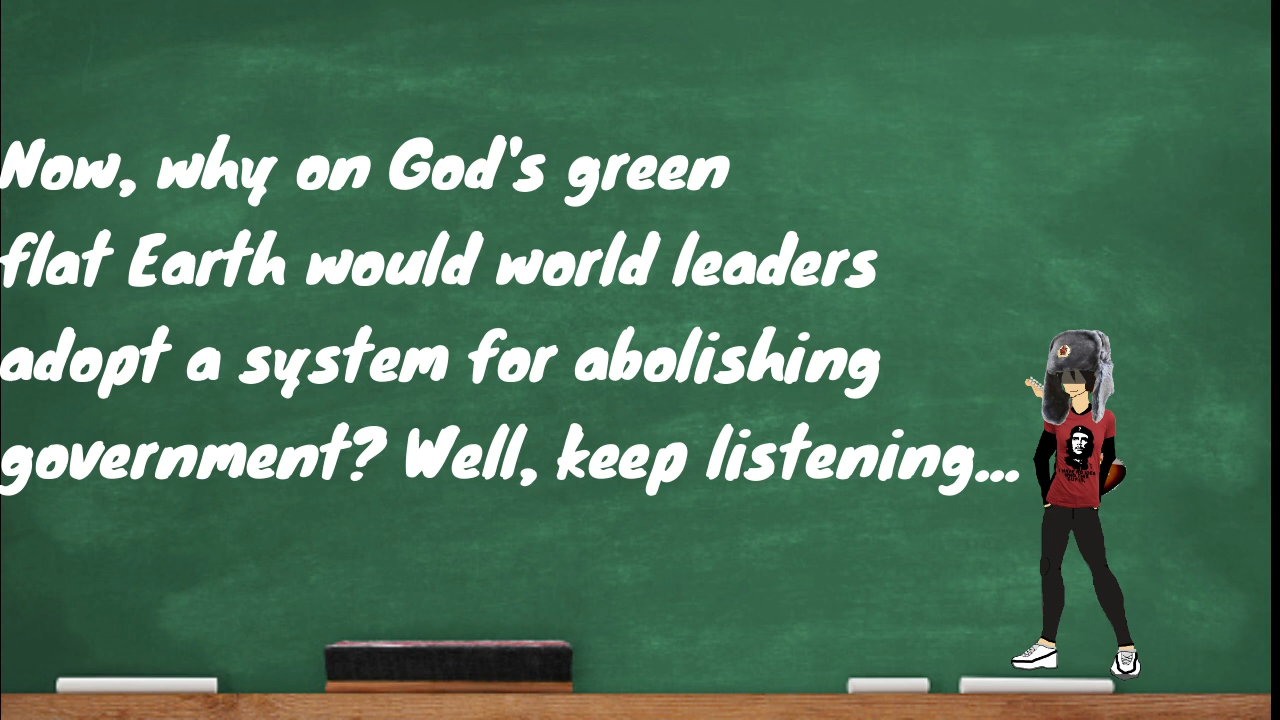 Now, why on God's green
flat Earth would world leaders
adopt a system for abolishing
government? Well, keep listening...